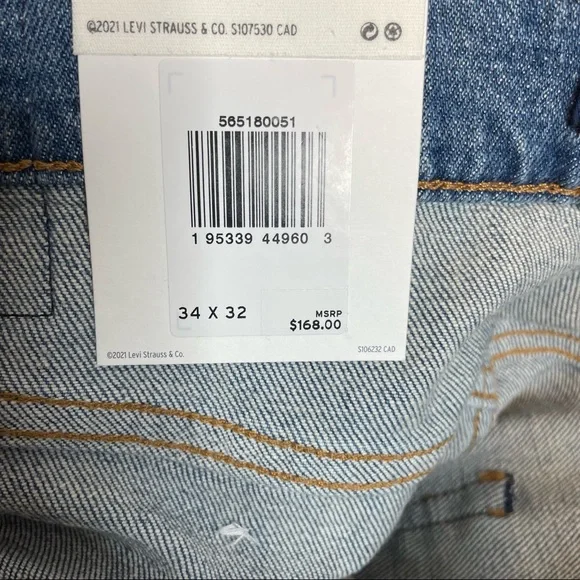 ©2021 LEVI STRAUSS & CO. S107530 CAD
565180051
1 95339 44960 3
34 X 32
MSRP
$168.00
©2021 Levi Strauss & Co.
S106232 CAD